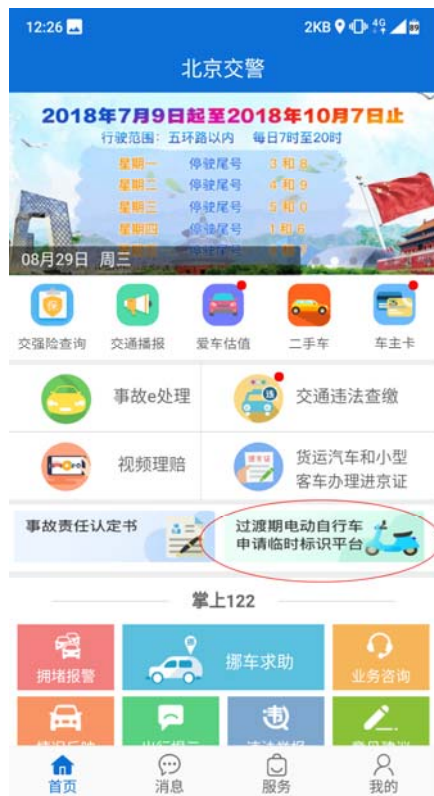 12:26
2KB
4G
89
北京交警
2018年7月9日起至2018年10月7日止
行驶范围：五环路以内 每日7时至20时
星期一 停驶尾号 3 和 8
星期二 停驶尾号 4 和 9
星期三 停驶尾号 5 和 0
星期四 停驶尾号 1 和 6
08月29日 周三
交强险查询 交通播报 爱车估值 二手车 车主卡
事故e处理
违
交通违法查缴
视频理赔
进京证
货运汽车和小型
客车办理进京证
事故责任认定书
过渡期电动自行车
申请临时标识平台
掌上122
拥堵报警 挪车求助 业务咨询
首页 消息 服务 我的